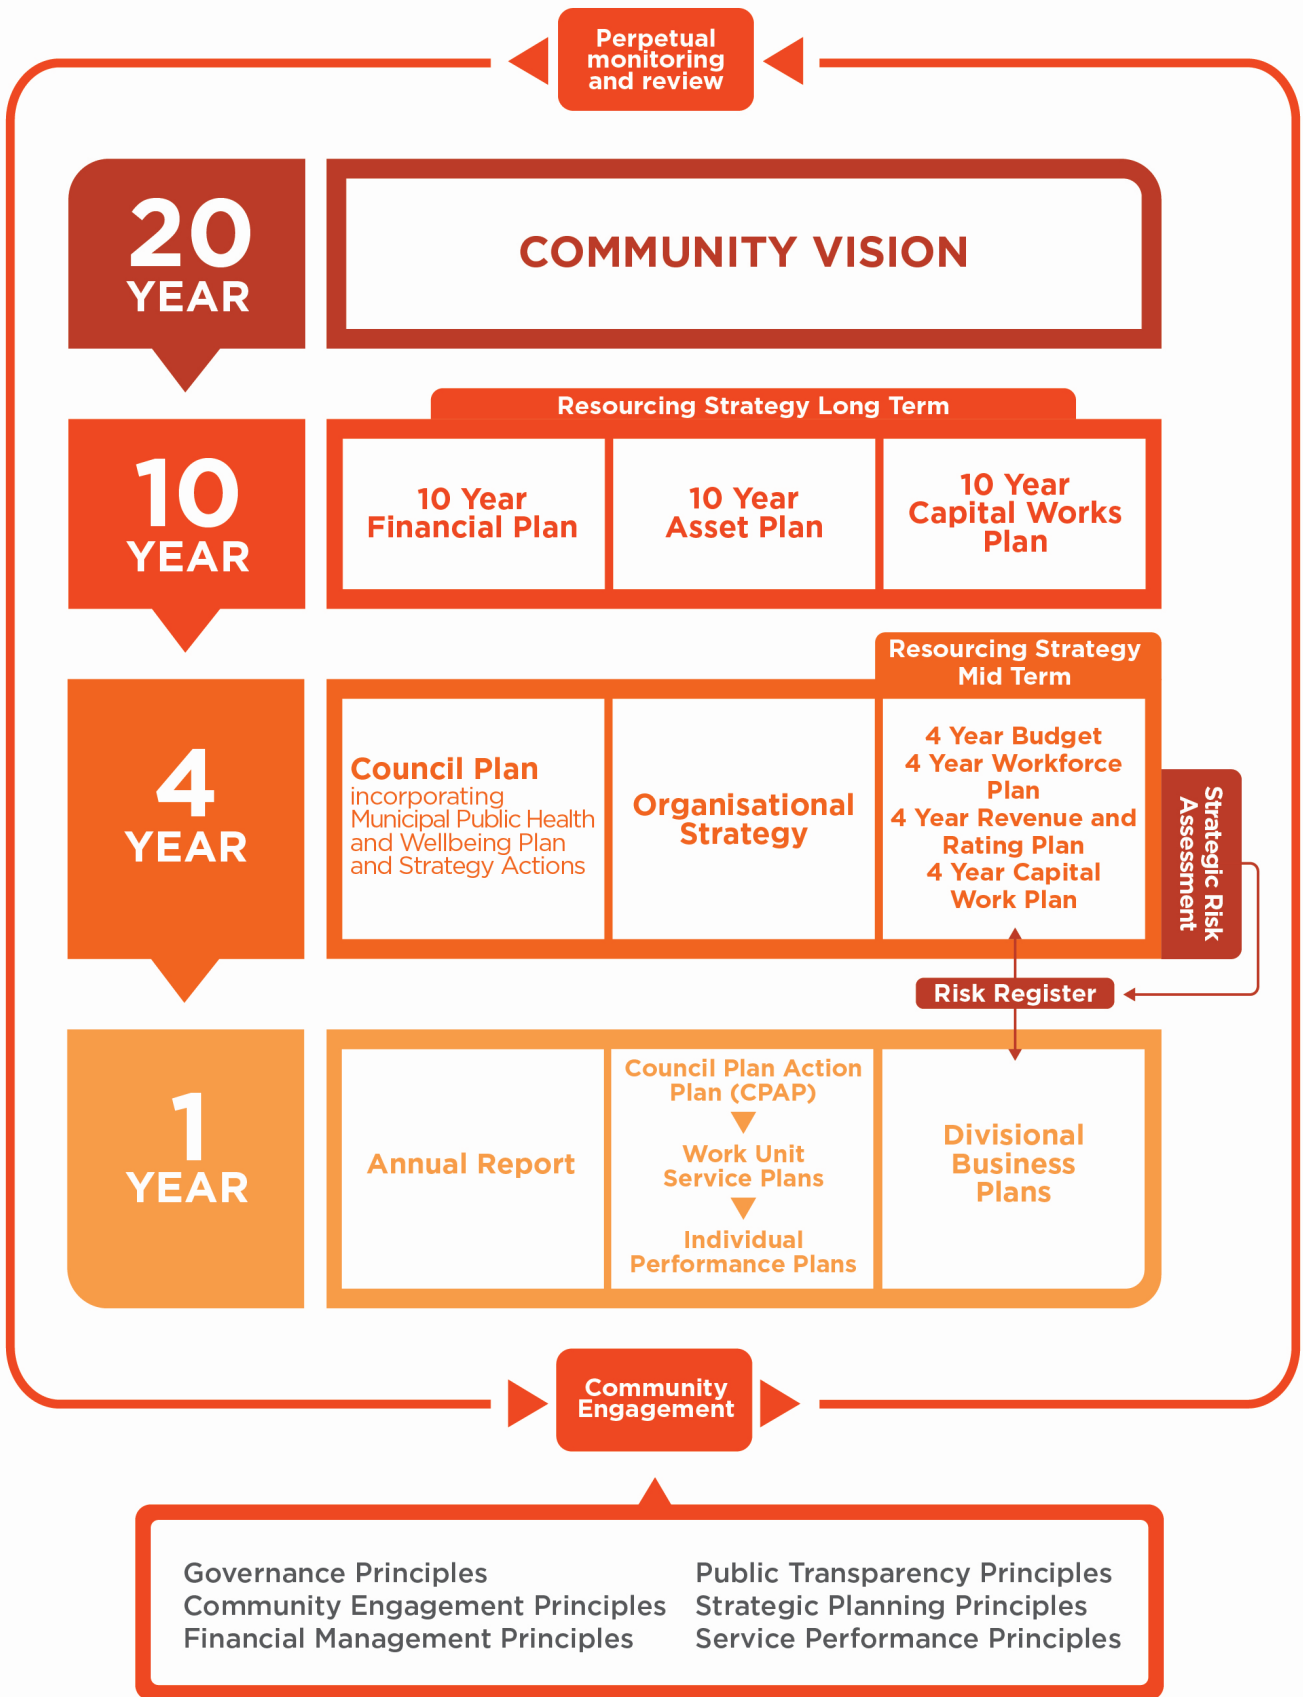 Perpetual
monitoring
and review
20
YEAR
COMMUNITY VISION
Resourcing Strategy Long Term
10
YEAR
10 Year
Financial Plan
10 Year
Asset Plan
10 Year
Capital Works
Plan
Resourcing Strategy
Mid Term
4
YEAR
Council Plan
incorporating
Municipal Public Health
and Wellbeing Plan
and Strategy Actions
Organisational
Strategy
4 Year Budget
4 Year Workforce
Plan
4 Year Revenue and
Rating Plan
4 Year Capital
Work Plan
Strategic Risk
Assessment
Risk Register
1
YEAR
Annual Report
Council Plan Action
Plan (CPAP)
Work Unit
Service Plans
Individual
Performance Plans
Divisional
Business
Plans
Community
Engagement
Governance Principles
Community Engagement Principles
Financial Management Principles
Public Transparency Principles
Strategic Planning Principles
Service Performance Principles